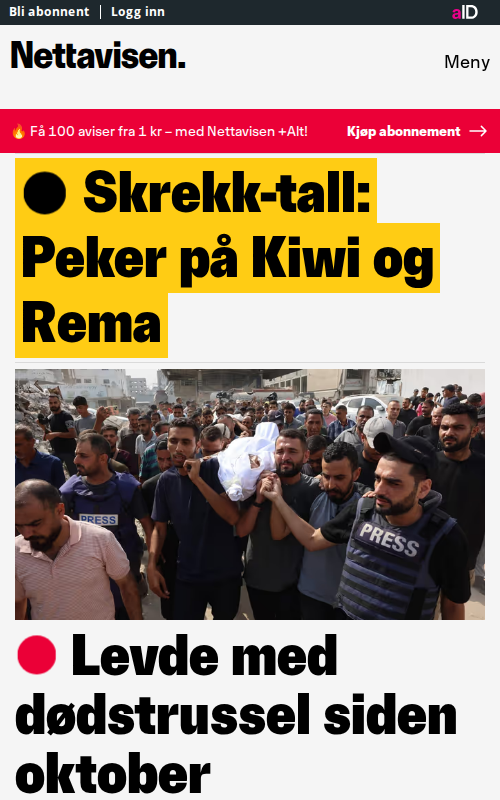 Bli abonnent | Logg inn
aID
Nettavisen.
Meny
🔥 Få 100 aviser fra 1 kr – med Nettavisen +Alt!
Kjøp abonnement →
Skrekk-tall:
Peker på Kiwi og
Rema
PRESS
PRESS
Levde med
dødstrussel siden
oktober